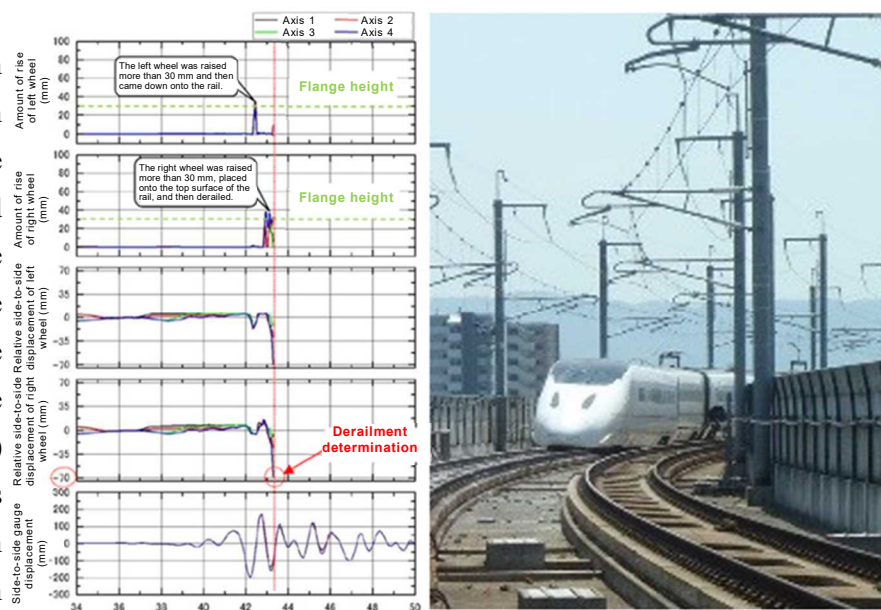 Axis 1 Axis 2
Axis 3 Axis 4
Amount of rise
of left wheel
(mm)
100
80
60
40
20
0
The left wheel was raised
more than 30 mm and then
came down onto the rail.
Flange height
Amount of rise
of right wheel
(mm)
100
80
60
40
20
0
The right wheel was raised
more than 30 mm, placed
onto the top surface of the
rail, and then derailed.
Flange height
Relative side-to-side
displacement of left
wheel (mm)
70
35
0
-35
-70
Relative side-to-side
displacement of right
wheel (mm)
70
35
0
-35
-70
Derailment
determination
Side-to-side gauge
displacement
(mm)
300
200
100
0
-100
-200
-300
34 36 38 40 42 44 46 48 50